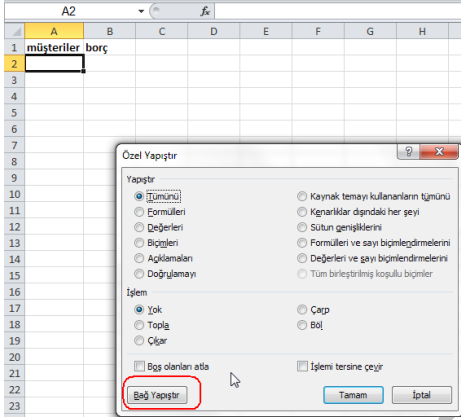 A2 fx
A B C D E F G H
1 müşteriler borç
2
3
4
5
6
7
8
9
10
11
12
13
14
15
16
17
18
19
20
21
22
23
Özel Yapıştır
Yapıştır
Tümünü Kaynak temayı kullananların tümünü
Formülleri Kenarlıklar dışındaki her şeyi
Değerleri Sütun genişliklerini
Biçimleri Formülleri ve sayı biçimlendirmelerini
Açıklamaları Değerleri ve sayı biçimlendirmelerini
Doğrulamayı Tüm birleştirilmiş koşullu biçimler
İşlem
Yok Çarp
Topla Böl
Çıkar
Boş olanları atla İşlemi tersine çevir
Bağ Yapıştır Tamam İptal